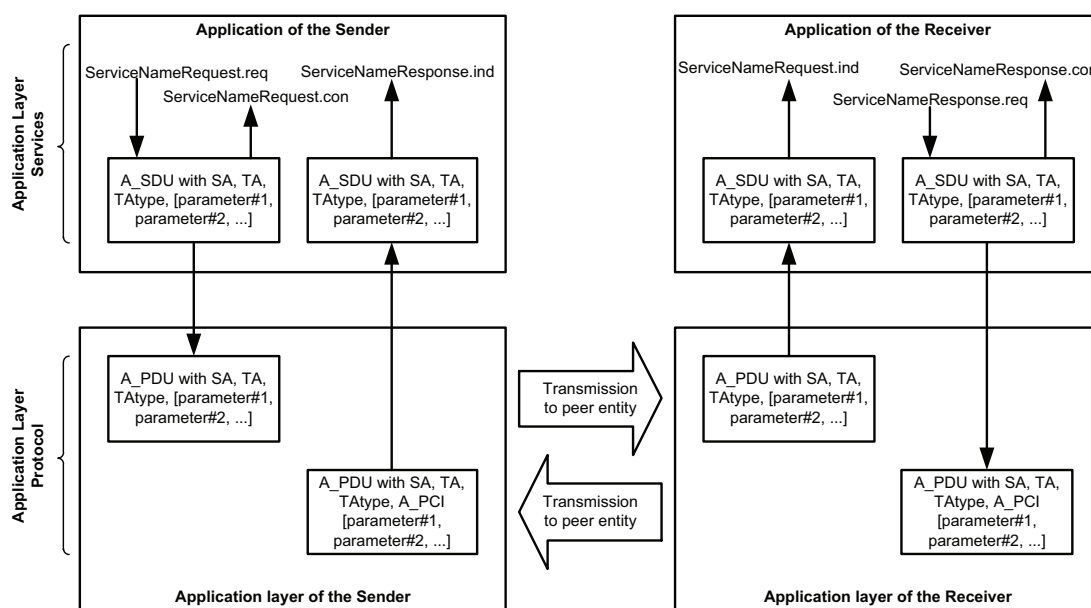 Application of the Sender
ServiceNameRequest.req
ServiceNameResponse.ind
ServiceNameRequest.con
A_SDU with SA, TA,
TAtype, [parameter#1,
parameter#2, ...]
A_SDU with SA, TA,
TAtype, [parameter#1,
parameter#2, ...]
Application Layer
Services
Application of the Receiver
ServiceNameRequest.ind
ServiceNameResponse.con
ServiceNameResponse.req
A_SDU with SA, TA,
TAtype, [parameter#1,
parameter#2, ...]
A_SDU with SA, TA,
TAtype, [parameter#1,
parameter#2, ...]
Application Layer
Protocol
A_PDU with SA, TA,
TAtype, [parameter#1,
parameter#2, ...]
A_PDU with SA, TA,
TAtype, A_PCI
[parameter#1,
parameter#2, ...]
Application layer of the Sender
Transmission
to peer entity
Transmission
to peer entity
A_PDU with SA, TA,
TAtype, [parameter#1,
parameter#2, ...]
A_PDU with SA, TA,
TAtype, A_PCI
[parameter#1,
parameter#2, ...]
Application layer of the Receiver